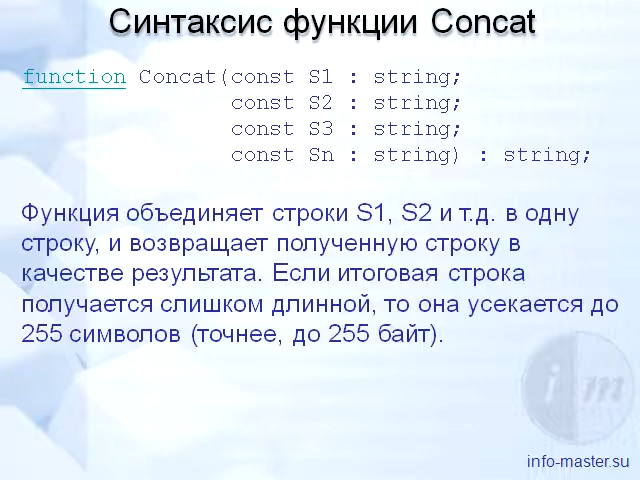 Синтаксис функции Concat
function Concat(const S1 : string;
const S2 : string;
const S3 : string;
const Sn : string) : string;
Функция объединяет строки S1, S2 и т.д. в одну
строку, и возвращает полученную строку в
качестве результата. Если итоговая строка
получается слишком длинной, то она усекается до
255 символов (точнее, до 255 байт).
im
info-master.su